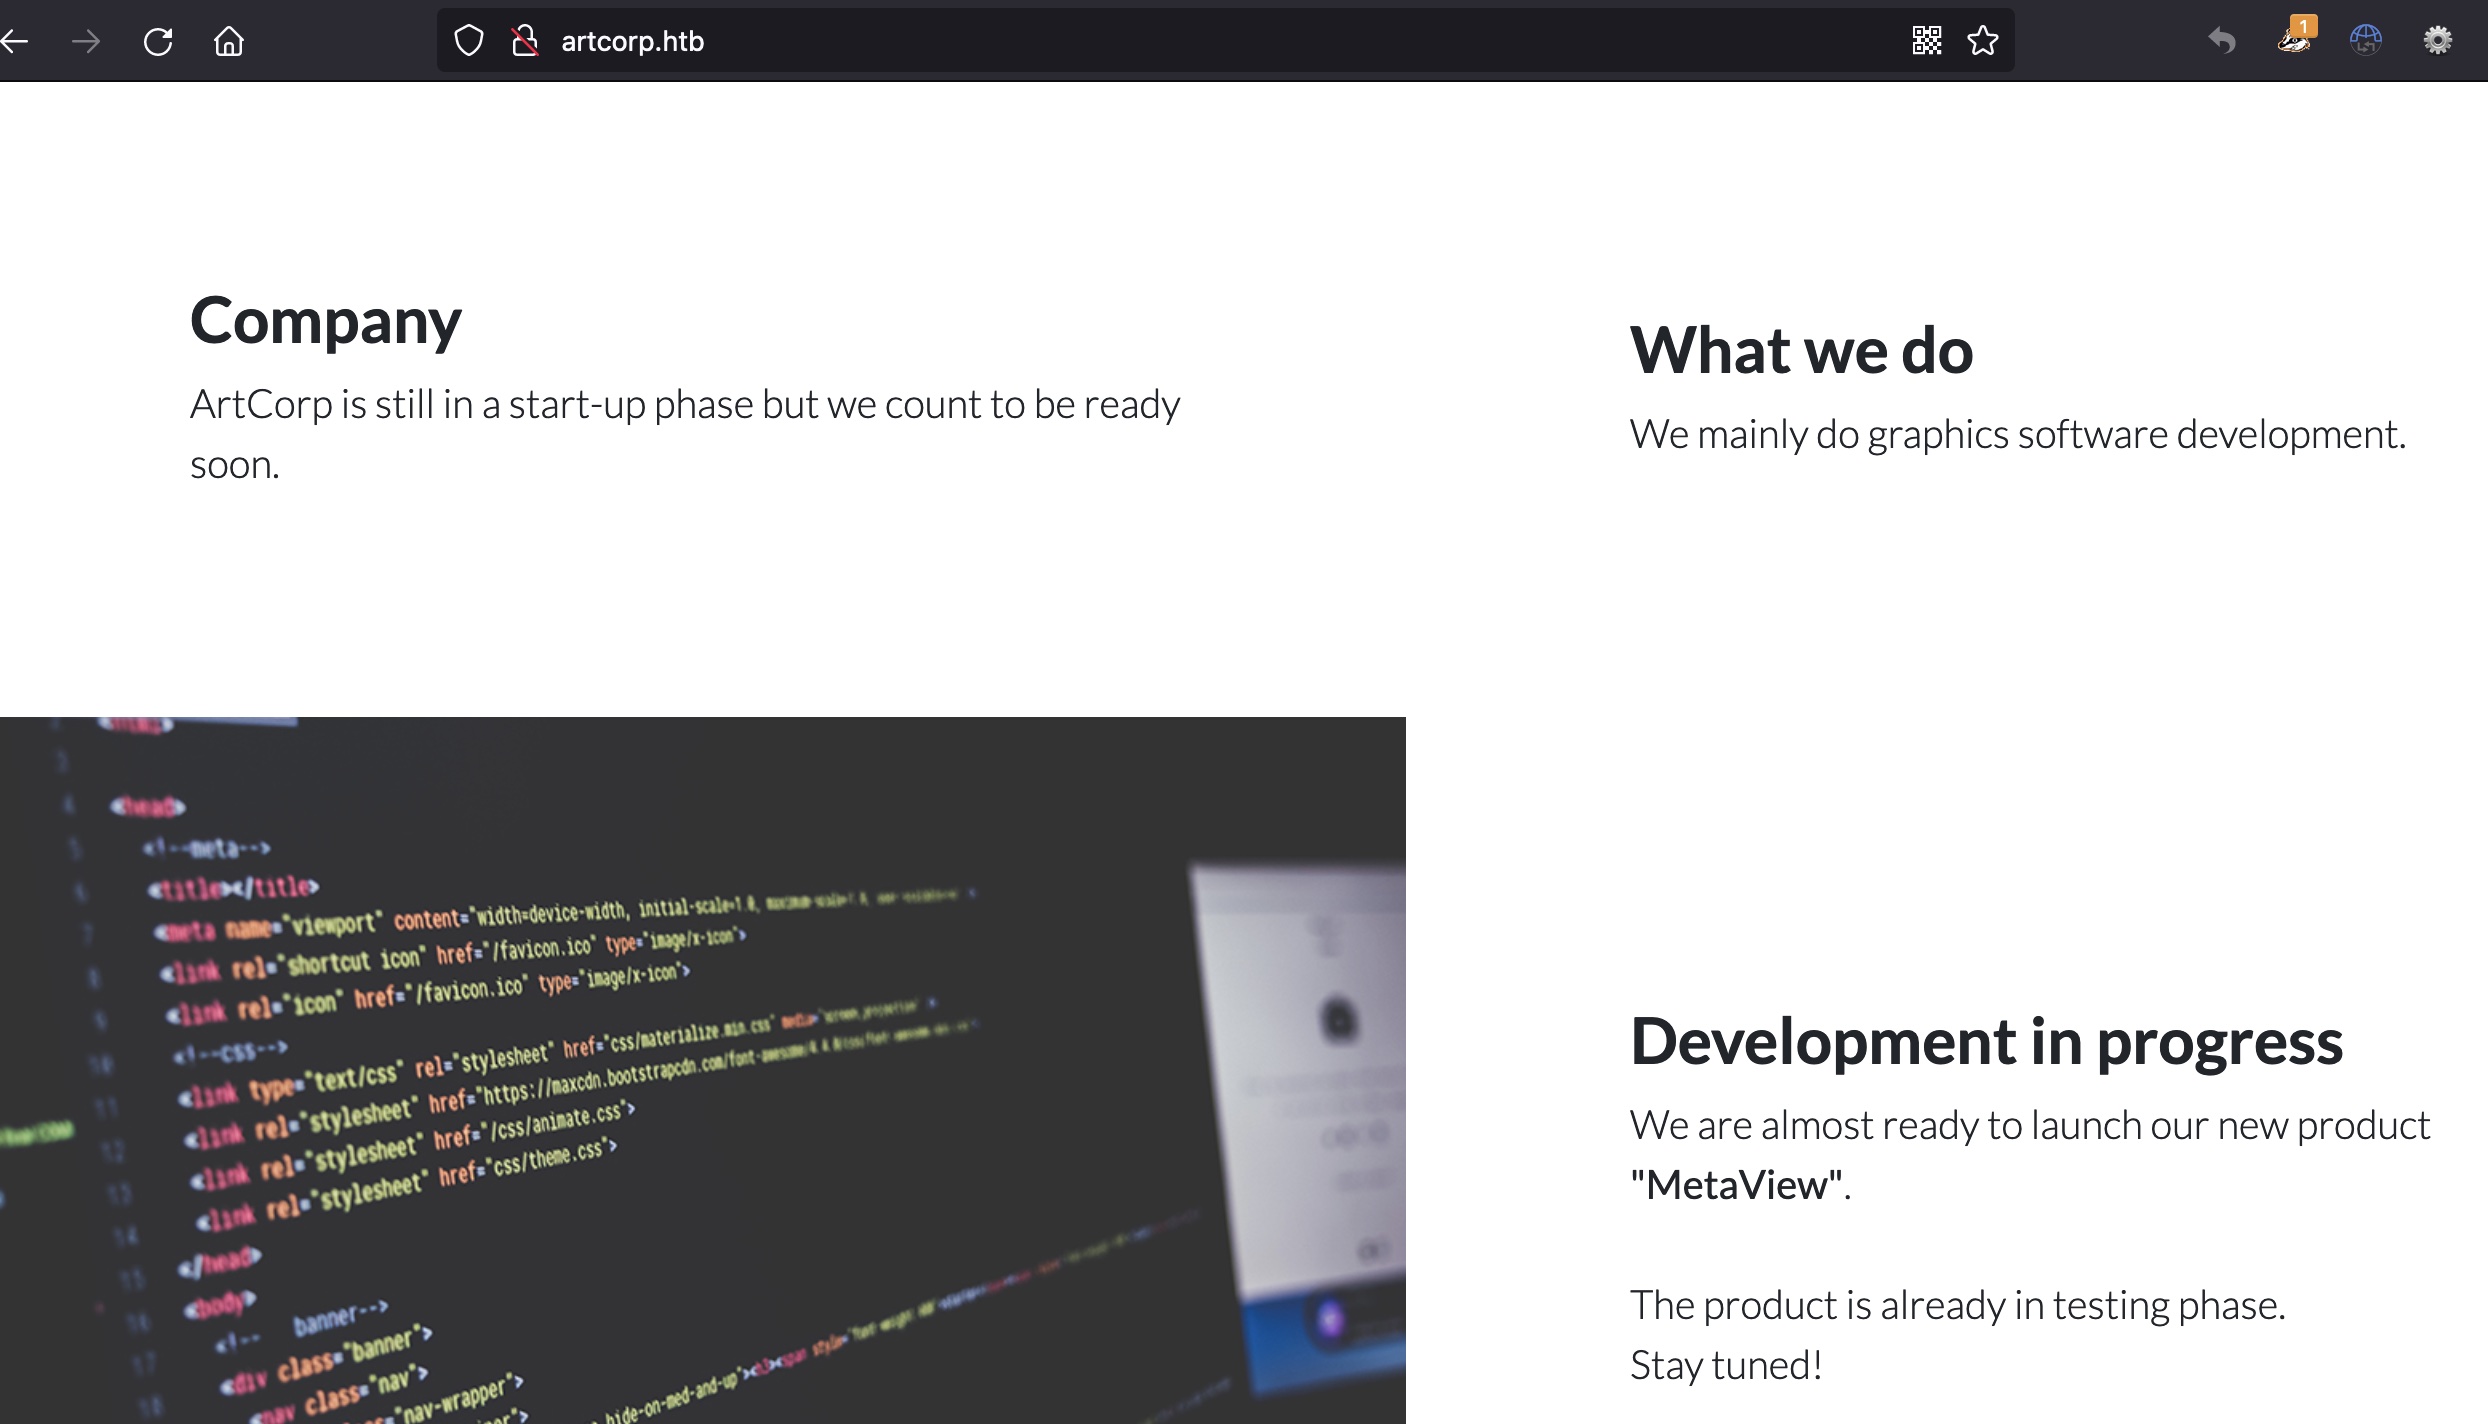 artcorp.htb
1
Company
ArtCorp is still in a start-up phase but we count to be ready
soon.
What we do
We mainly do graphics software development.
<head>
<!--meta-->
<title></title>
<meta name="viewport" content="width=device-width, initial-scale=1.0,
<link rel="shortcut icon" href="/favicon.ico" type="image/x-icon">
<link rel="icon" href="/favicon.ico" type="image/x-icon">
<!--css-->
<link type="text/css" rel="stylesheet" href="css/materialize.min.css"
<link rel="stylesheet" href="https://maxcdn.bootstrapcdn.com/font-awesome/
<link rel="stylesheet" href="/css/animate.css">
<link rel="stylesheet" href="css/theme.css">
</head>
<body>
<!-- banner-->
<div class="banner">
<nav class="nav">
"nav-wrapper">
hide-on-med-and-up"><h3><span style=
Development in progress
We are almost ready to launch our new product
"MetaView".
The product is already in testing phase.
Stay tuned!